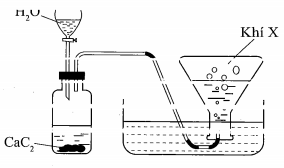 H₂O
Khí X
CaC₂